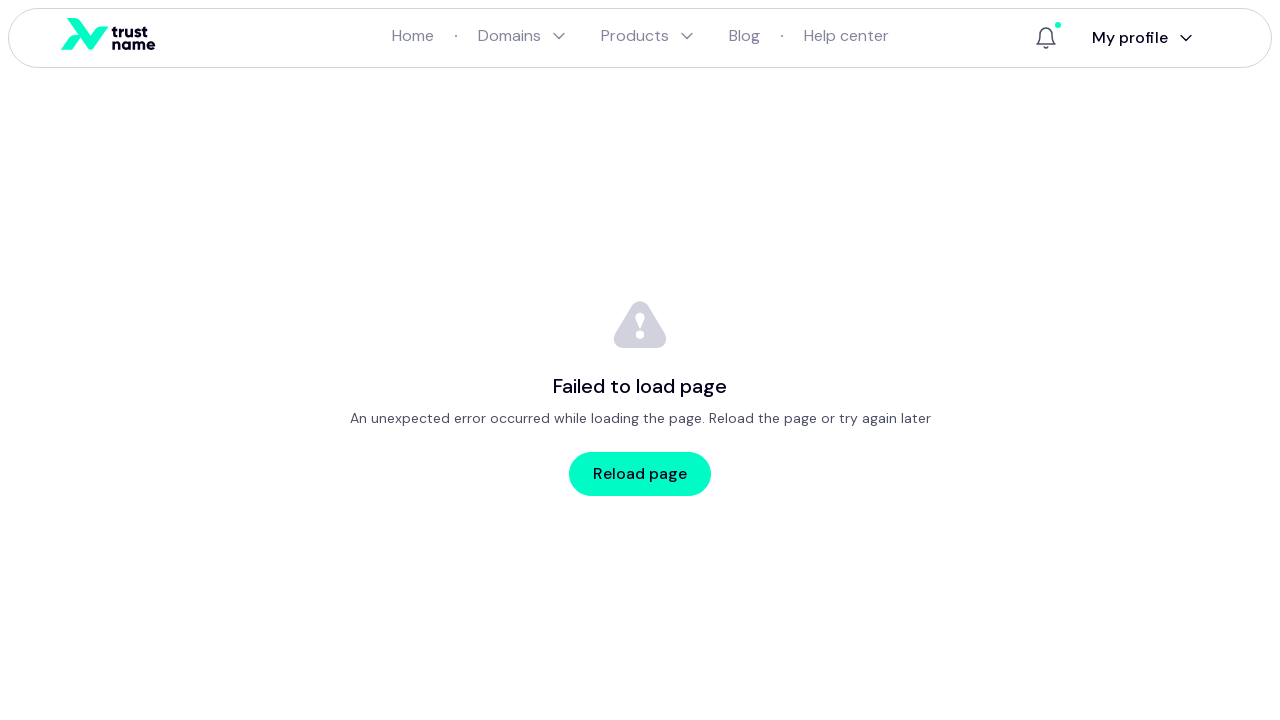 trust name
Home · Domains Products Blog · Help center My profile
Failed to load page
An unexpected error occurred while loading the page. Reload the page or try again later
Reload page